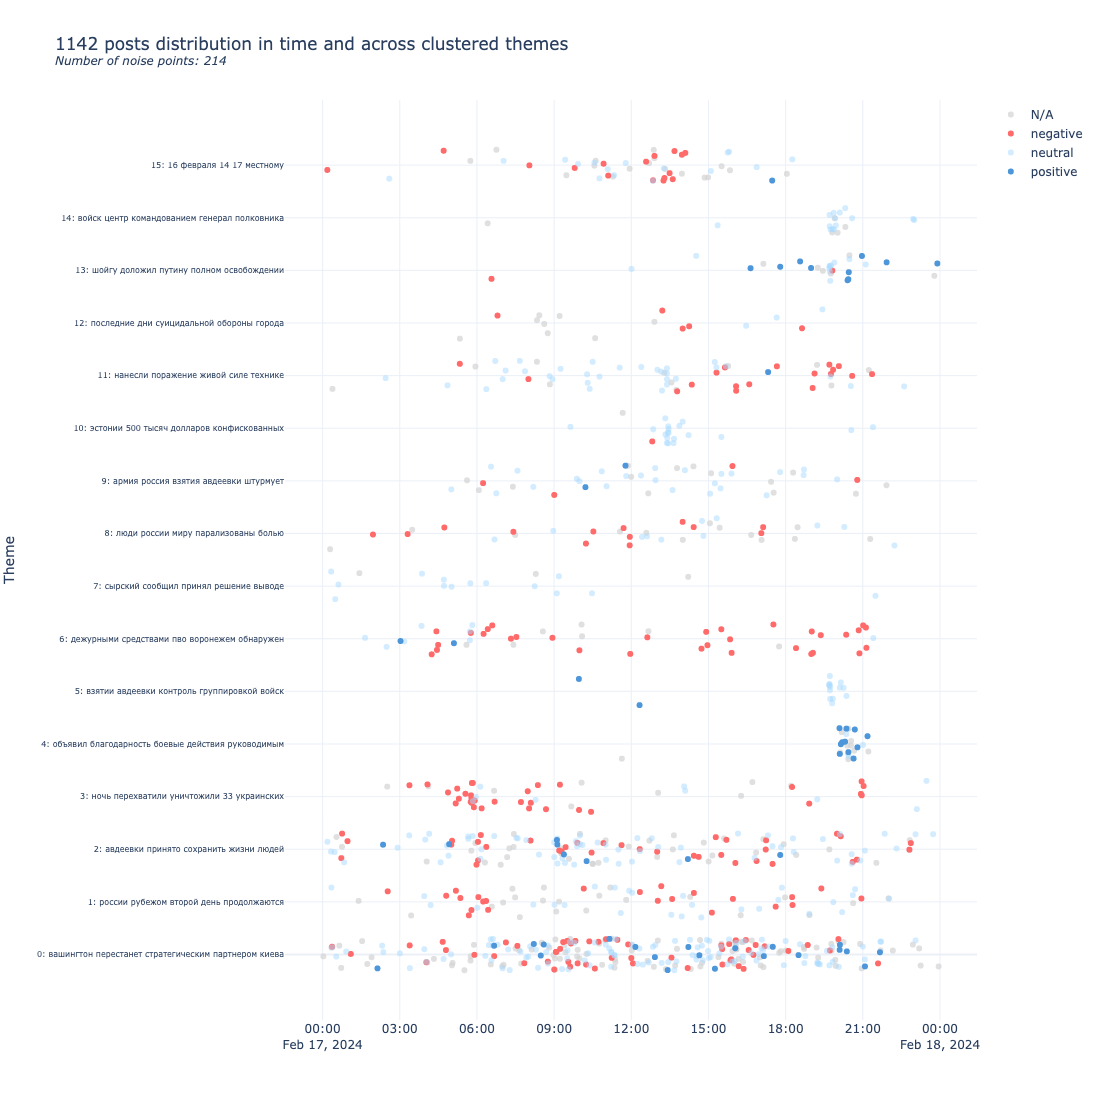 1142 posts distribution in time and across clustered themes
Number of noise points: 214
N/A
negative
neutral
positive
Theme
15: 16 февраля 14 17 местному
14: войск центр командованием генерал полковника
13: шойгу доложил путину полном освобождении
12: последние дни суицидальной обороны города
11: нанесли поражение живой силе технике
10: эстонии 500 тысяч долларов конфискованных
9: армия россия взятия авдеевки штурмует
8: люди россии миру парализованы болью
7: сырский сообщил принял решение выводе
6: дежурными средствами пво воронежем обнаружен
5: взятии авдеевки контроль группировкой войск
4: объявил благодарность боевые действия руководимым
3: ночь перехватили уничтожили 33 украинских
2: авдеевки принято сохранить жизни людей
1: россии рубежом второй день продолжаются
0: вашингтон перестанет стратегическим партнером киева
00:00 03:00 06:00 09:00 12:00 15:00 18:00 21:00 00:00
Feb 17, 2024 Feb 18, 2024